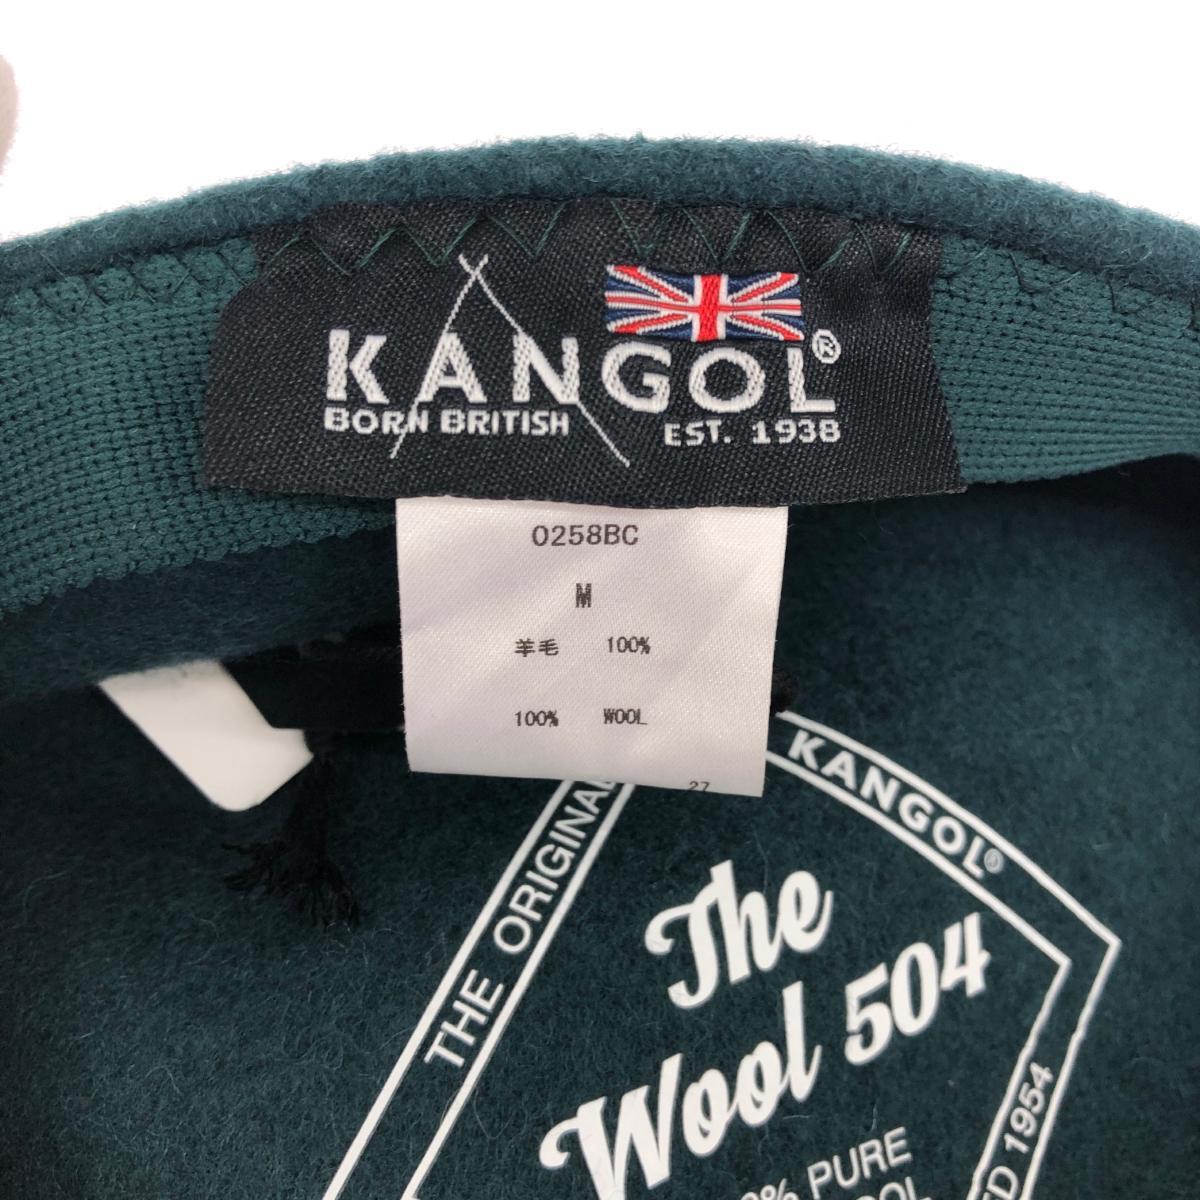 KANGOL®
BORN BRITISH EST. 1938
0258BC
M
羊毛 100%
100% WOOL
27
THE ORIGINAL
KANGOL®
The
Wool 504
% PURE
1954